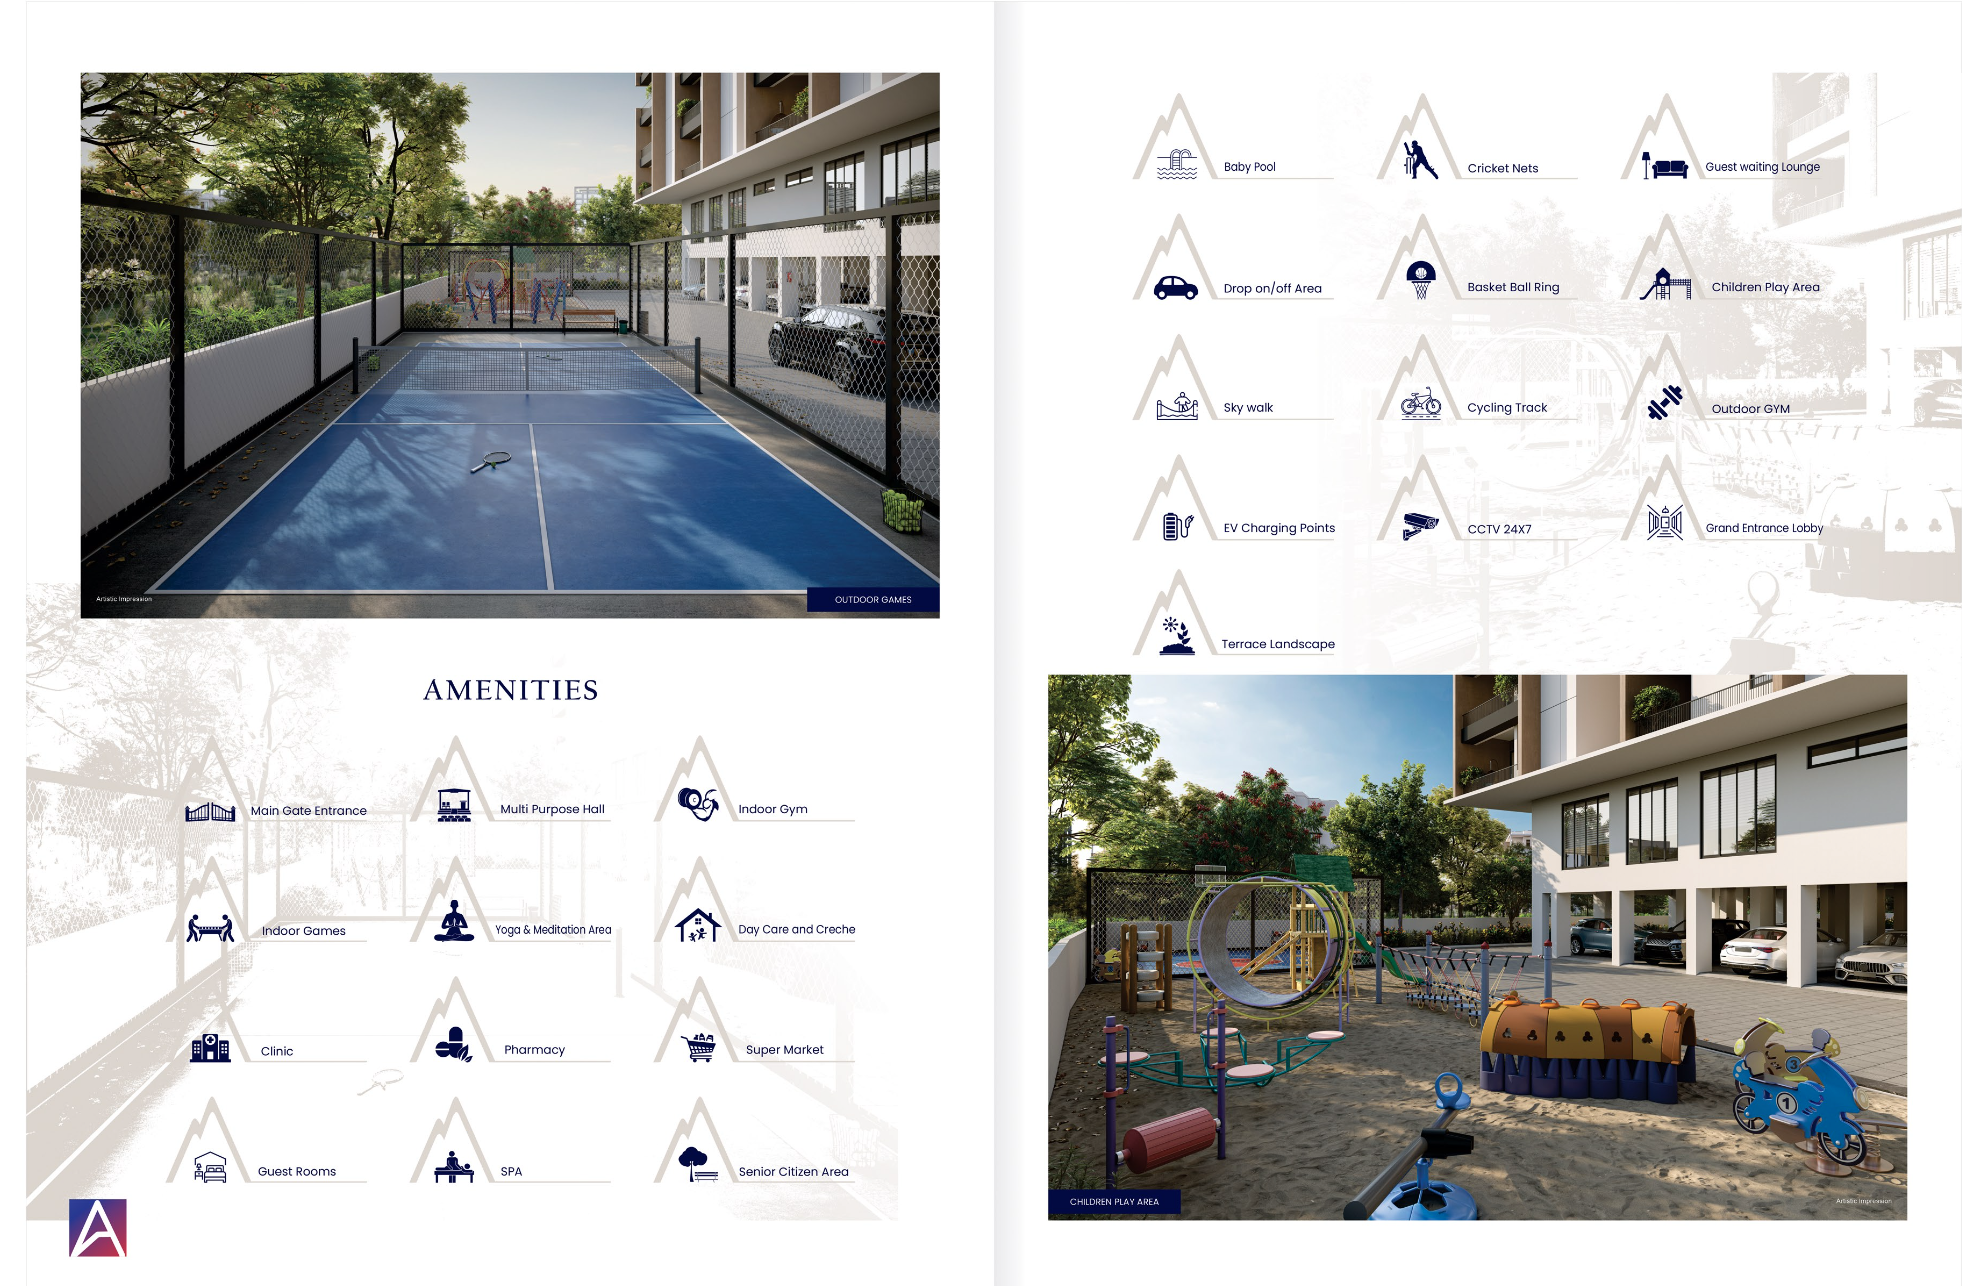 Artistic Impression
OUTDOOR GAMES
AMENITIES
Main Gate Entrance
Multi Purpose Hall
Indoor Gym
Indoor Games
Yoga & Meditation Area
Day Care and Creche
Clinic
Pharmacy
Super Market
Guest Rooms
SPA
Senior Citizen Area
Baby Pool
Cricket Nets
Guest waiting Lounge
Drop on/off Area
Basket Ball Ring
Children Play Area
Sky walk
Cycling Track
Outdoor GYM
EV Charging Points
CCTV 24X7
Grand Entrance Lobby
Terrace Landscape
3
1
CHILDREN PLAY AREA
Artistic Impression